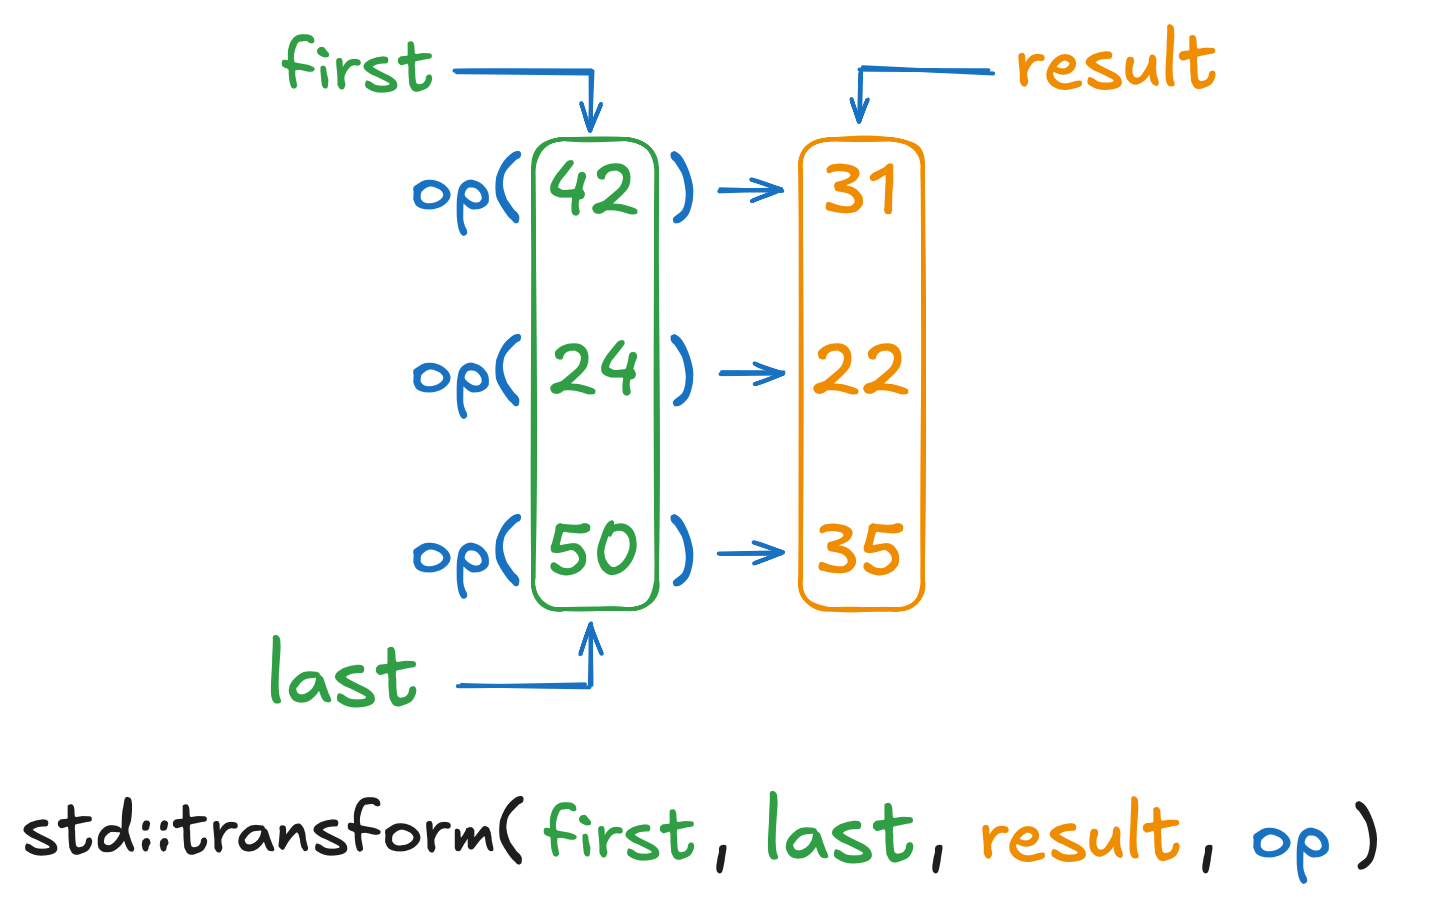 first result
op( 42 ) 31
op( 24 ) 22
op( 50 ) 35
last
std::transform( first , last , result , op )